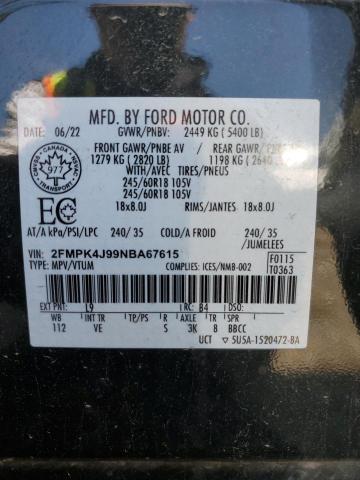 MFD. BY FORD MOTOR CO.
DATE: 06/22 GVWR/PNBV: 2449 KG ( 5400 LB)
FRONT GAWR/PNBE AV / REAR GAWR/
1279 KG ( 2820 LB) 1198 KG ( 2640
WITH/AVEC TIRES/PNEUS
245/60R18 105V
245/60R18 105V
18x8.0J RIMS/JANTES 18x8.0J
AT/A kPa/PSI/LPC 240/ 35 COLD/A FROID 240/ 35
/JUMELEES
VIN: 2FMPK4J99NBA67615 F0115
TYPE: MPV/VTUM COMPLIES: ICES/NMB-002 T0363
EXT PNT: L9 RC: B4 DSO:
WB INT TR TP/PS R AXLE TR SPR
112 VE S 3K 8 BBCC
UCT 5U5A-1520472-BA
CANADA
977
EC